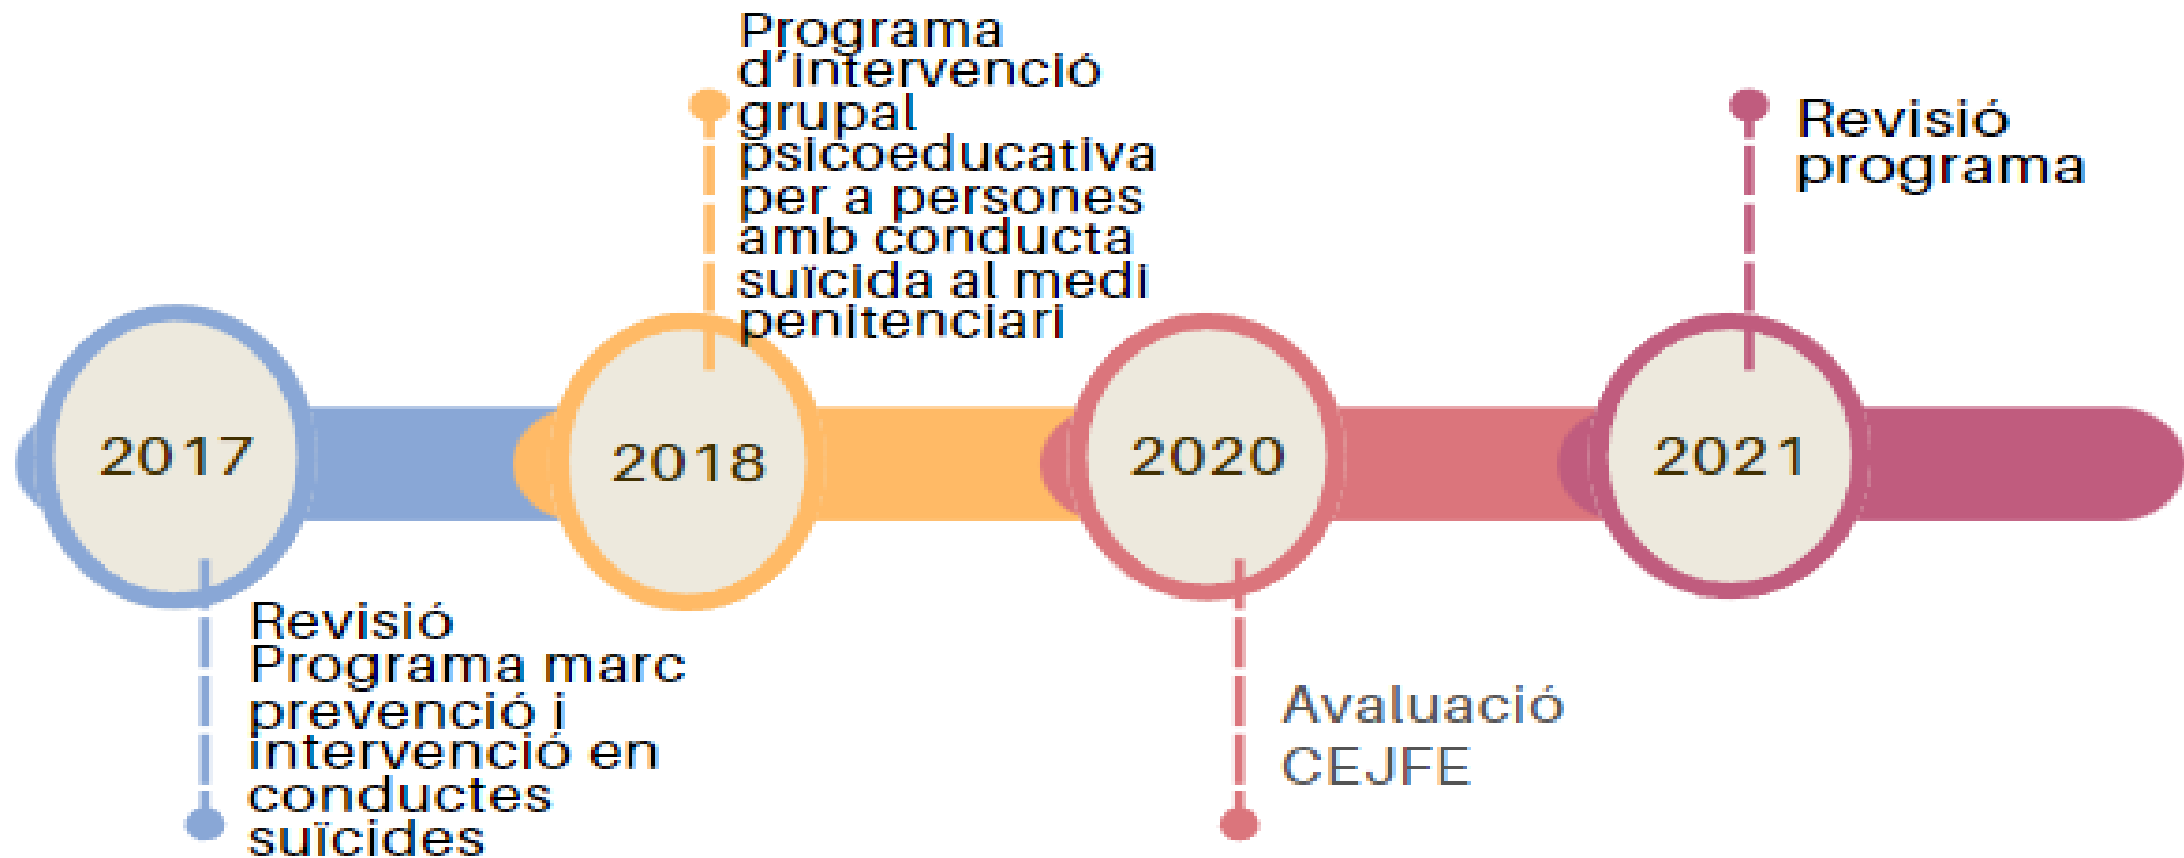 2017
Revisió
Programa marc
prevenció i
intervenció en
conductes
suïcides
2018
Programa
d'intervenció
grupal
psicoeducativa
per a persones
amb conducta
suïcida al medi
penitenciari
2020
Avaluació
CEJFE
2021
Revisió
programa